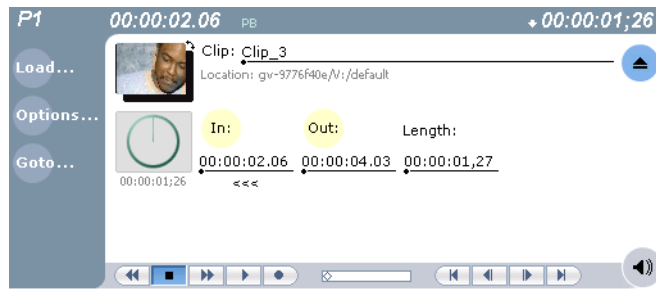 P1 00:00:02.06 PB 00:00:01;26
Load...
Clip: Clip_3
Location: gv-9776f40e/V:/default
Options...
In: Out: Length:
Goto...
00:00:02.06 00:00:04.03 00:00:01,27
00:00:01;26 <<<